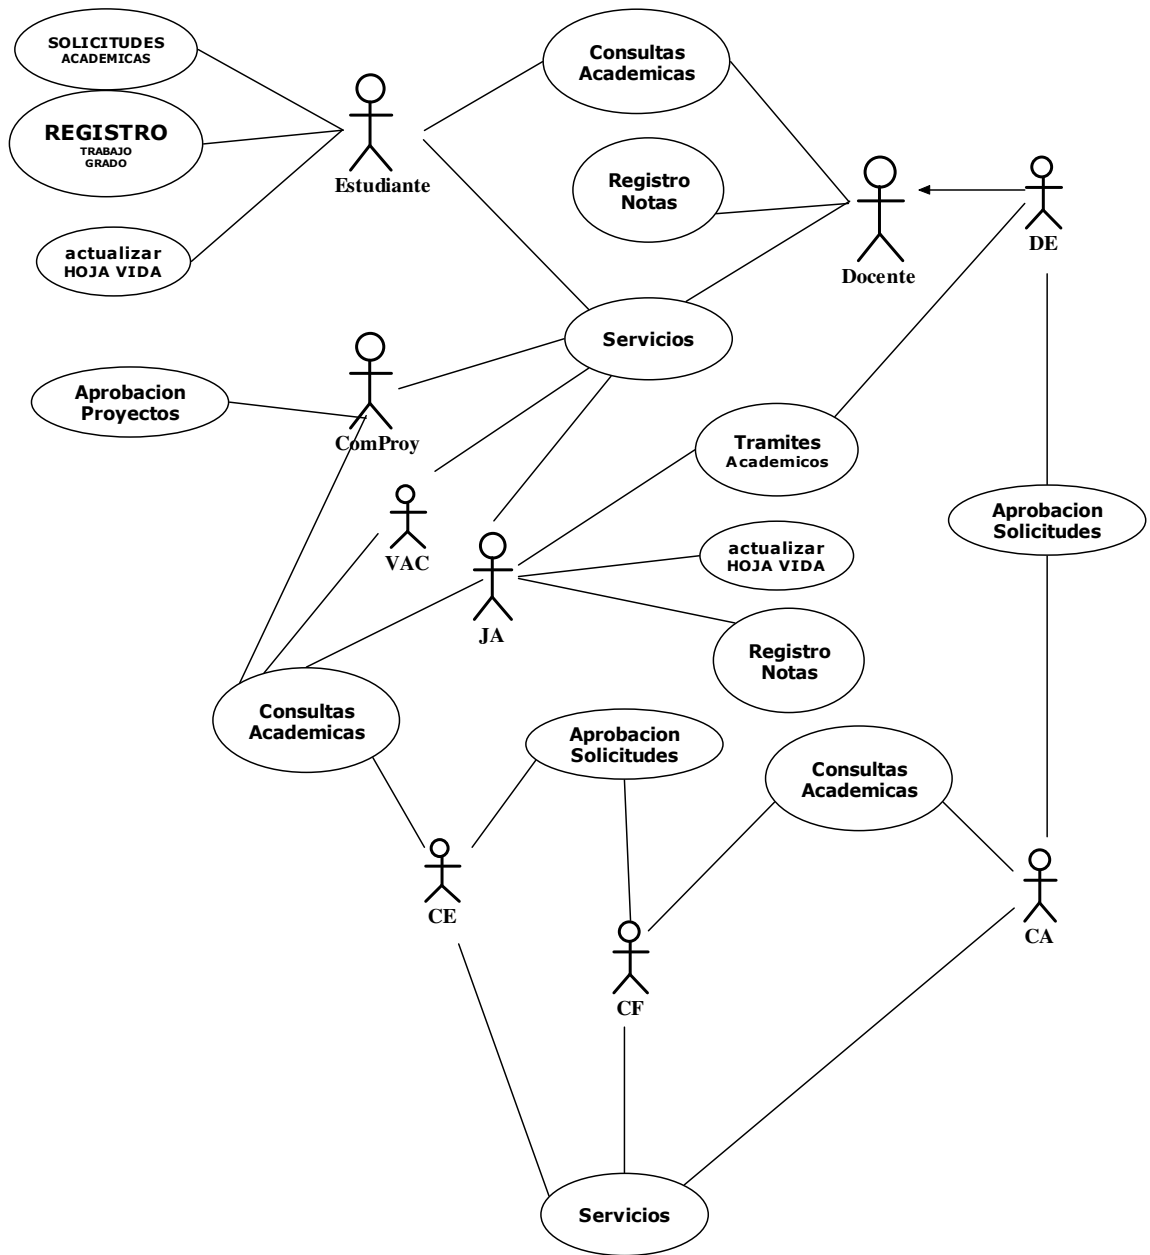 SOLICITUDES
ACADEMICAS
Consultas
Academicas
REGISTRO
TRABAJO
GRADO
Estudiante
Registro
Notas
actualizar
HOJA VIDA
DE
Docente
Servicios
Aprobacion
Proyectos
ComProy
Tramites
Academicos
Aprobacion
Solicitudes
VAC
actualizar
HOJA VIDA
JA
Registro
Notas
Consultas
Academicas
Aprobacion
Solicitudes
Consultas
Academicas
CE
CF
CA
Servicios